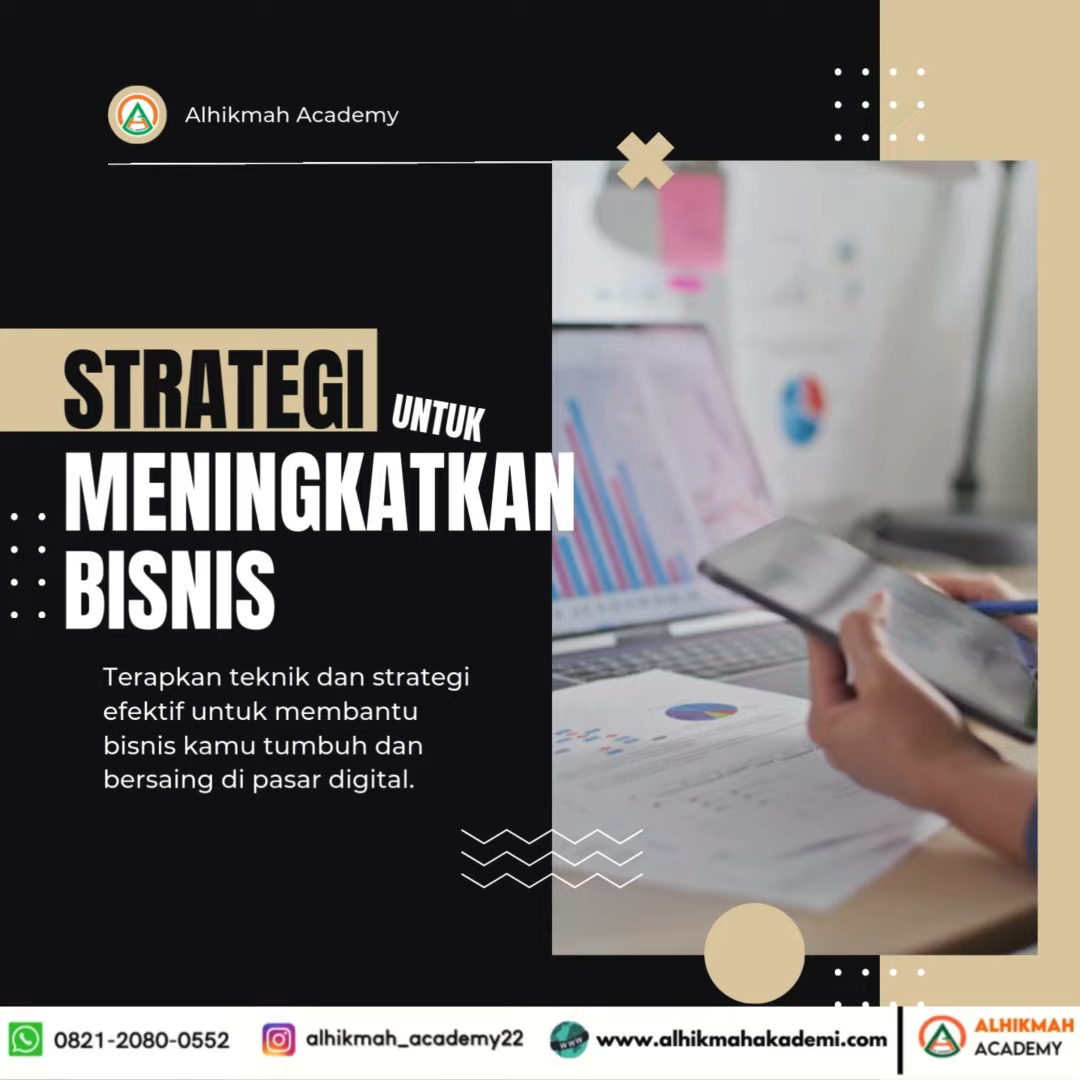 Alhikmah Academy
STRATEGI
UNTUK
MENINGKATKAN
BISNIS
Terapkan teknik dan strategi
efektif untuk membantu
bisnis kamu tumbuh dan
bersaing di pasar digital.
0821-2080-0552
alhikmah_academy22
WWW
www.alhikmahakademi.com
ALHIKMAH
ACADEMY